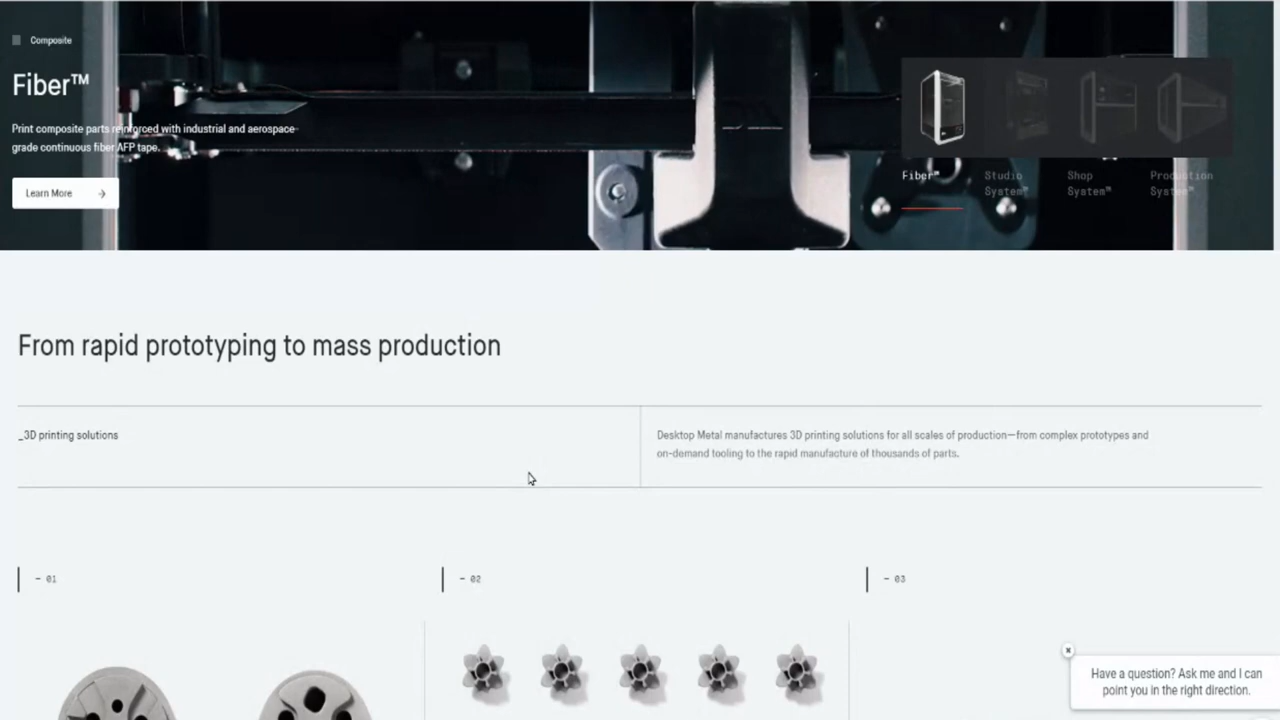 Composite
Fiber™
Print composite parts reinforced with industrial and aerospace-
grade continuous fiber AFP tape.
Learn More
Fiber™
Studio
System™
Shop
System™
Production
System™
From rapid prototyping to mass production
_3D printing solutions
Desktop Metal manufactures 3D printing solutions for all scales of production—from complex prototypes and
on-demand tooling to the rapid manufacture of thousands of parts.
— 01
— 02
— 03
Have a question? Ask me and I can
point you in the right direction.